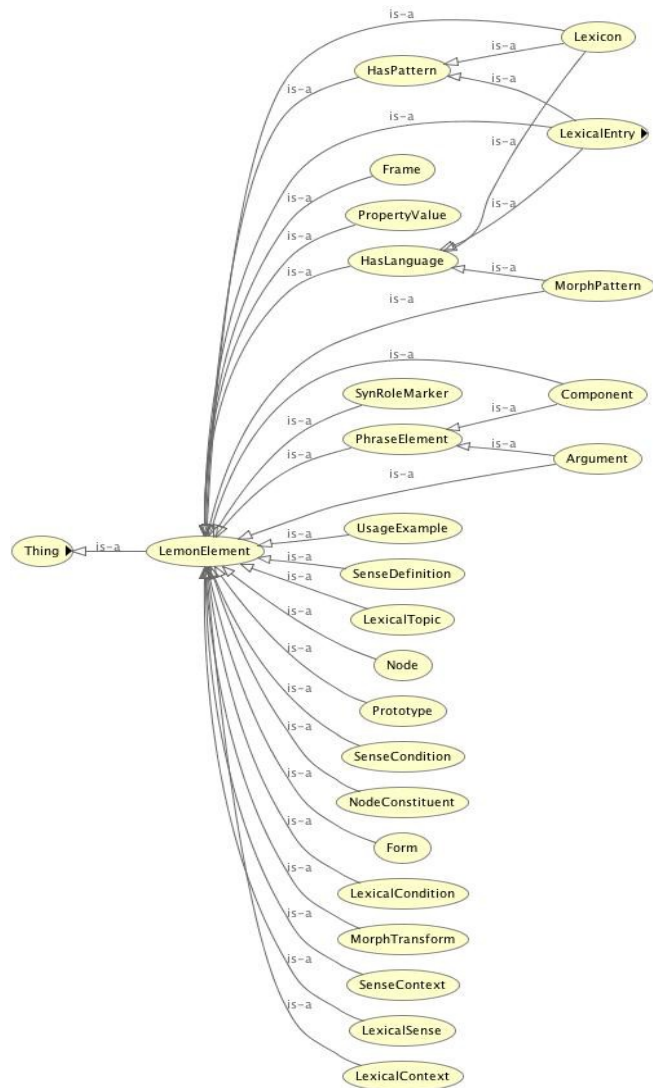 Lexicon
is-a
HasPattern
is-a
is-a
is-a
LexicalEntry
is-a
is-a
Frame
is-a
is-a
PropertyValue
is-a
is-a
HasLanguage
is-a
is-a
MorphPattern
is-a
is-a
SynRoleMarker
Component
is-a
is-a
PhraseElement
is-a
is-a
Argument
is-a
UsageExample
is-a
Thing
is-a
LemonElement
is-a
SenseDefinition
is-a
LexicalTopic
is-a
Node
is-a
Prototype
is-a
SenseCondition
is-a
NodeConstituent
is-a
Form
is-a
LexicalCondition
is-a
MorphTransform
is-a
SenseContext
is-a
LexicalSense
LexicalContext